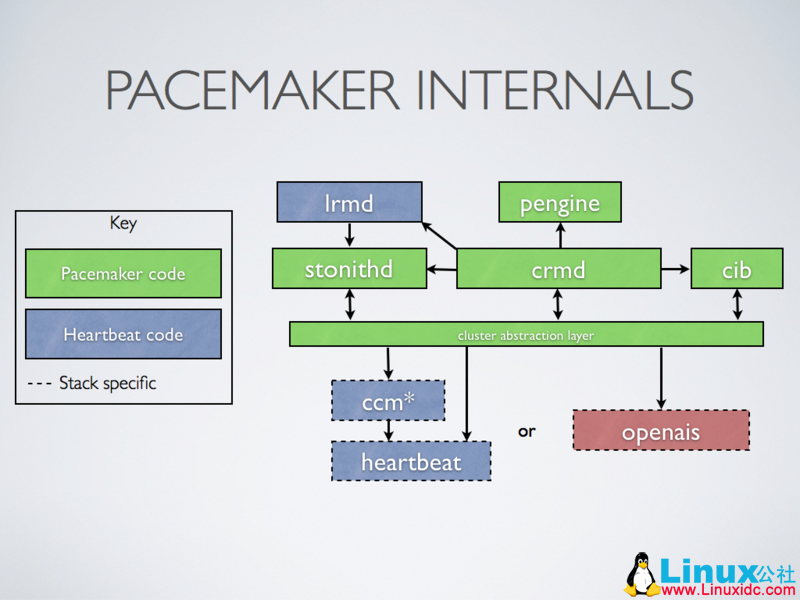 PACEMAKER INTERNALS
Key
Pacemaker code
Heartbeat code
--- Stack specific
lrmd
pengine
stonithd
crmd
cib
cluster abstraction layer
ccm*
heartbeat
or
openais
Linux公社
www.Linuxidc.com